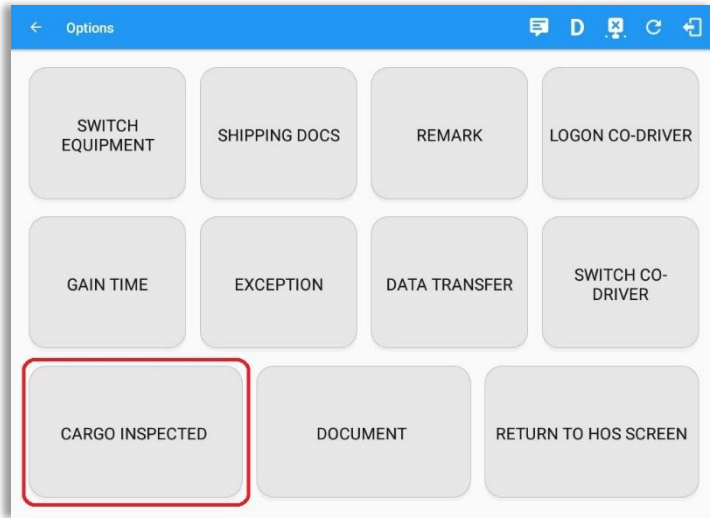 Options
D
SWITCH
EQUIPMENT
SHIPPING DOCS
REMARK
LOGON CO-DRIVER
GAIN TIME
EXCEPTION
DATA TRANSFER
SWITCH CO-
DRIVER
CARGO INSPECTED
DOCUMENT
RETURN TO HOS SCREEN